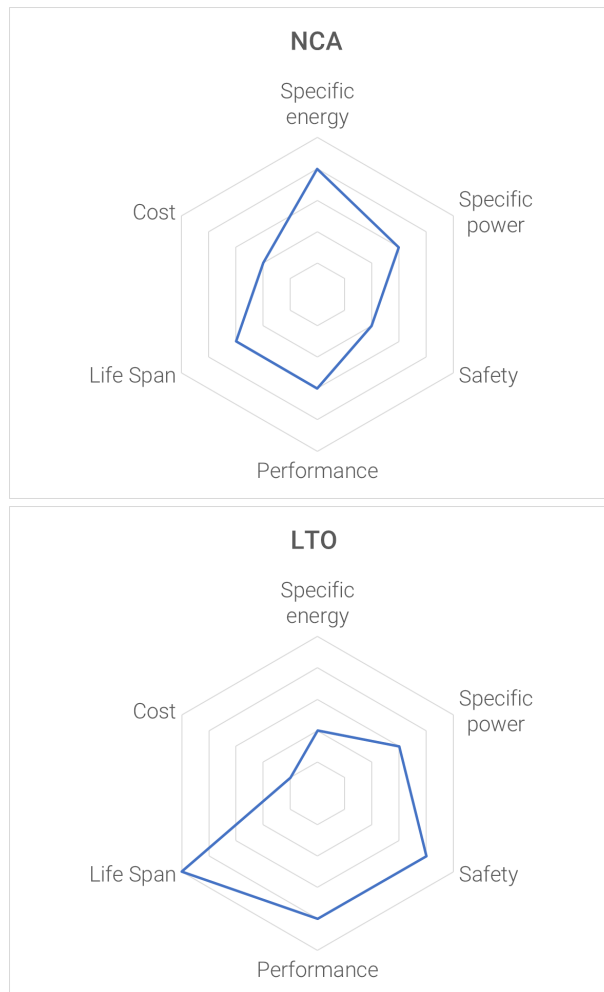 NCA
Specific
energy
Cost
Specific
power
Life Span
Safety
Performance
LTO
Specific
energy
Cost
Specific
power
Life Span
Safety
Performance